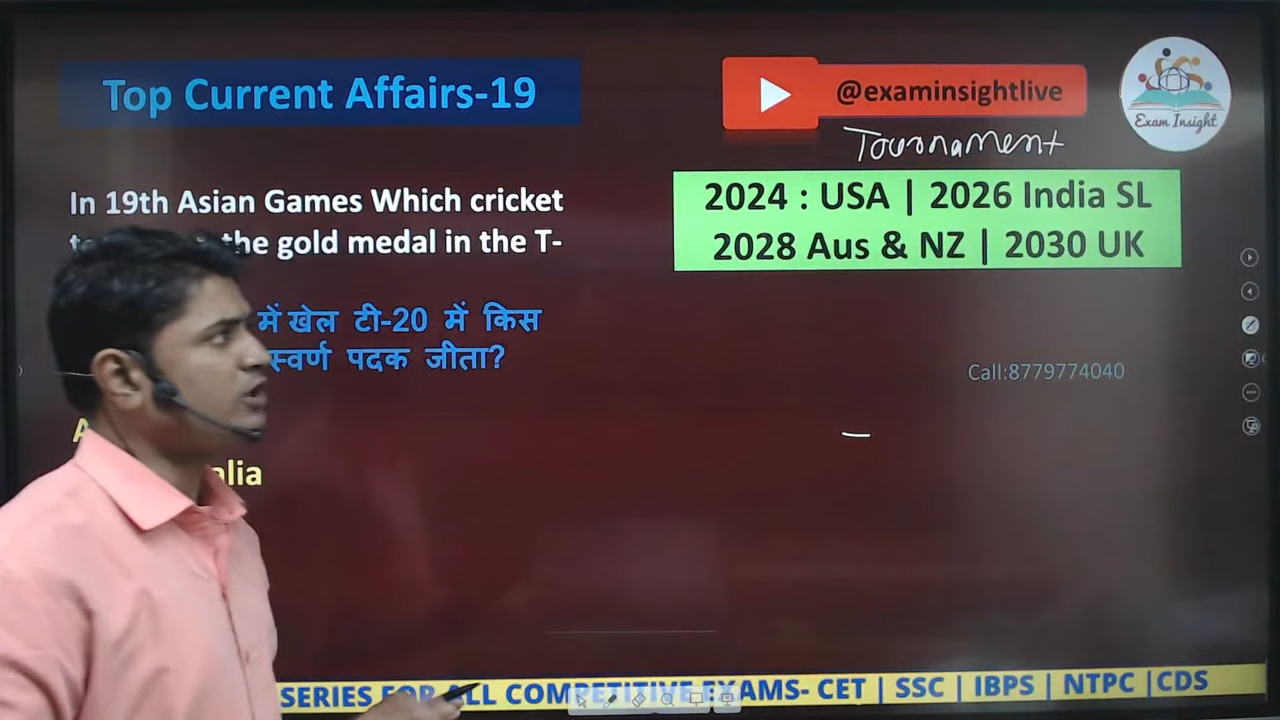 Top Current Affairs-19
@examinsightlive
Exam Insight
Tournament
In 19th Asian Games Which cricket
the gold medal in the T-
2024 : USA | 2026 India SL
2028 Aus & NZ | 2030 UK
में खेल टी-20 में किस
स्वर्ण पदक जीता?
Call:8779774040
SERIES FOR ALL COMPETITIVE EXAMS- CET | SSC | IBPS | NTPC |CDS